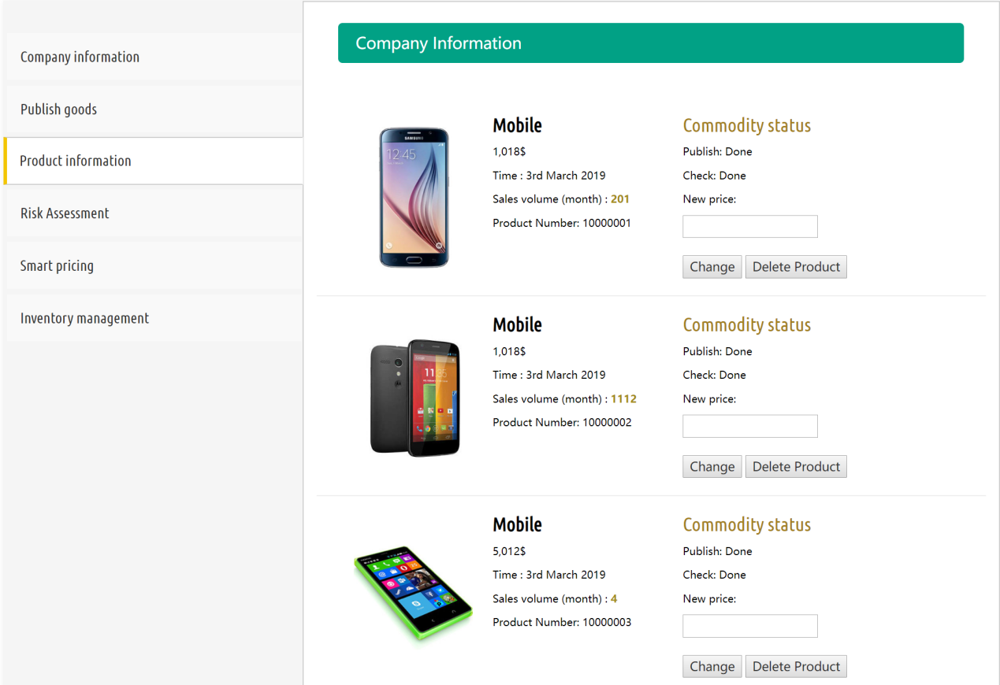 Company information
Publish goods
Product information
Risk Assessment
Smart pricing
Inventory management
Company Information
SAMSUNG
12:45
Mobile
1,018$
Time : 3rd March 2019
Sales volume (month) : 201
Product Number: 10000001
Commodity status
Publish: Done
Check: Done
New price:
Change Delete Product
11:35
Mobile
1,018$
Time : 3rd March 2019
Sales volume (month) : 1112
Product Number: 10000002
Commodity status
Publish: Done
Check: Done
New price:
Change Delete Product
Mobile
5,012$
Time : 3rd March 2019
Sales volume (month) : 4
Product Number: 10000003
Commodity status
Publish: Done
Check: Done
New price:
Change Delete Product